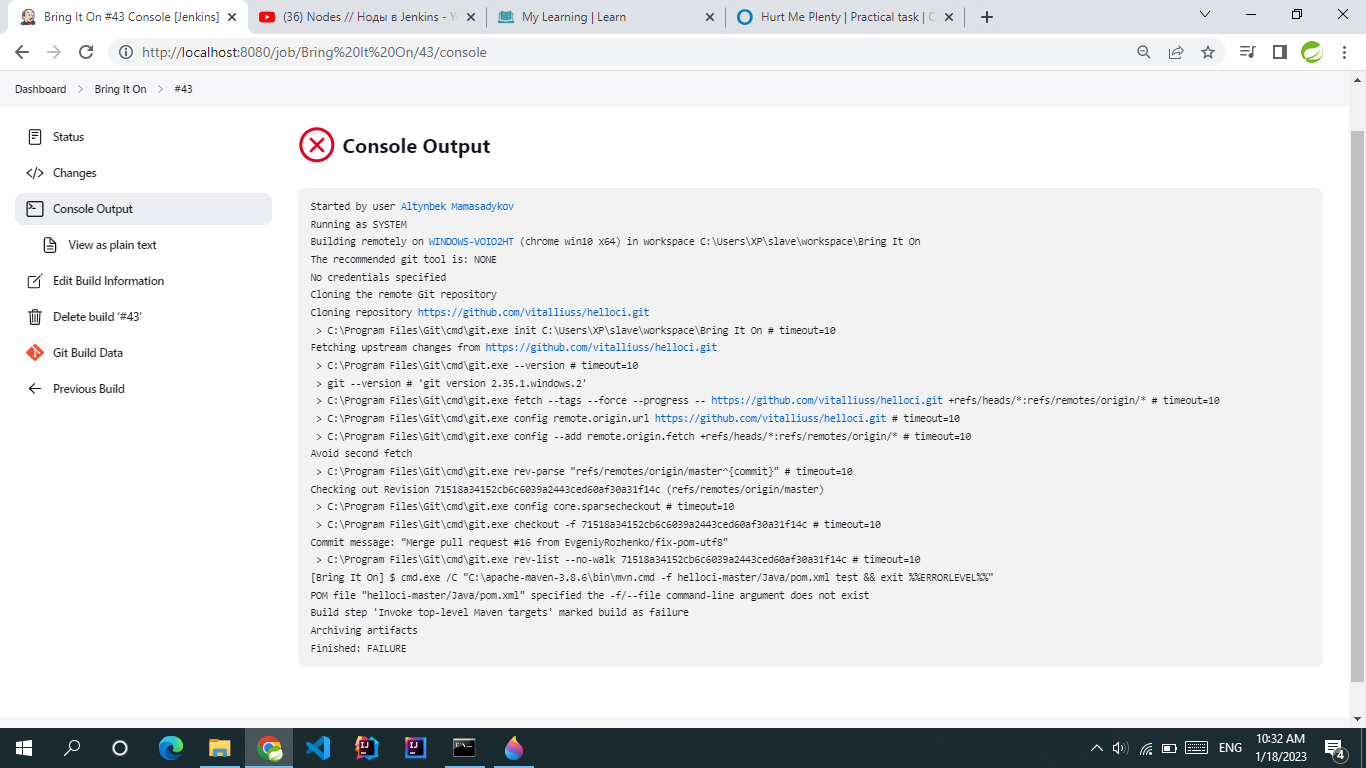 Bring It On #43 Console [Jenkins]
(36) Nodes // Ноды в Jenkins -
My Learning | Learn
Hurt Me Plenty | Practical task |
http://localhost:8080/job/Bring%20It%20On/43/console
Dashboard > Bring It On > #43
Status
Changes
Console Output
View as plain text
Edit Build Information
Delete build '#43'
Git Build Data
Previous Build
Console Output
Started by user Altynbek Mamasadykov
Running as SYSTEM
Building remotely on WINDOWS-VOIO2HT (chrome win10 x64) in workspace C:\Users\XP\slave\workspace\Bring It On
The recommended git tool is: NONE
No credentials specified
Cloning the remote Git repository
Cloning repository https://github.com/vitalliuss/helloci.git
> C:\Program Files\Git\cmd\git.exe init C:\Users\XP\slave\workspace\Bring It On # timeout=10
Fetching upstream changes from https://github.com/vitalliuss/helloci.git
> C:\Program Files\Git\cmd\git.exe --version # timeout=10
> git --version # 'git version 2.35.1.windows.2'
> C:\Program Files\Git\cmd\git.exe fetch --tags --force --progress -- https://github.com/vitalliuss/helloci.git +refs/heads/*:refs/remotes/origin/* # timeout=10
> C:\Program Files\Git\cmd\git.exe config remote.origin.url https://github.com/vitalliuss/helloci.git # timeout=10
> C:\Program Files\Git\cmd\git.exe config --add remote.origin.fetch +refs/heads/*:refs/remotes/origin/* # timeout=10
Avoid second fetch
> C:\Program Files\Git\cmd\git.exe rev-parse "refs/remotes/origin/master^{commit}" # timeout=10
Checking out Revision 71518a34152cb6c6039a2443ced60af30a31f14c (refs/remotes/origin/master)
> C:\Program Files\Git\cmd\git.exe config core.sparsecheckout # timeout=10
> C:\Program Files\Git\cmd\git.exe checkout -f 71518a34152cb6c6039a2443ced60af30a31f14c # timeout=10
Commit message: "Merge pull request #16 from EvgeniyRozhenko/fix-pom-utf8"
> C:\Program Files\Git\cmd\git.exe rev-list --no-walk 71518a34152cb6c6039a2443ced60af30a31f14c # timeout=10
[Bring It On] $ cmd.exe /C "C:\apache-maven-3.8.6\bin\mvn.cmd -f helloci-master/Java/pom.xml test && exit %%ERRORLEVEL%%"
POM file "helloci-master/Java/pom.xml" specified the -f/--file command-line argument does not exist
Build step 'Invoke top-level Maven targets' marked build as failure
Archiving artifacts
Finished: FAILURE
ENG
10:32 AM
1/18/2023
4